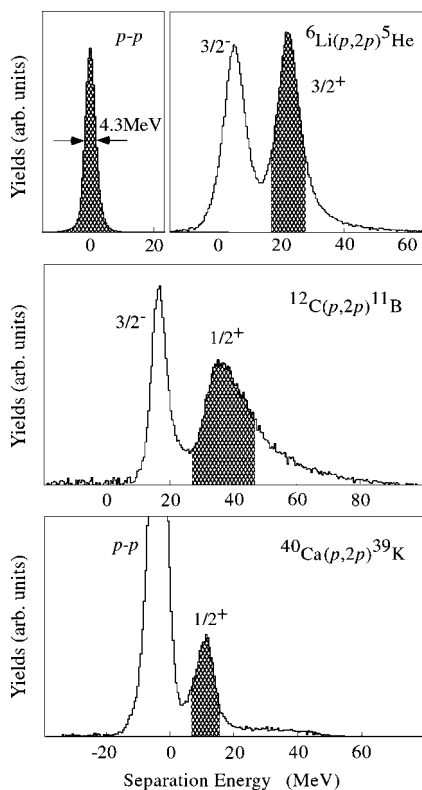 p-p
4.3MeV
Yields (arb. units)
0 20
3/2⁻
⁶Li(p,2p)⁵He
3/2⁺
0 20 40 60
3/2⁻
1/2⁺
¹²C(p,2p)¹¹B
Yields (arb. units)
0 20 40 60 80
p-p
1/2⁺
⁴⁰Ca(p,2p)³⁹K
Yields (arb. units)
-20 0 20 40 60
Separation Energy (MeV)